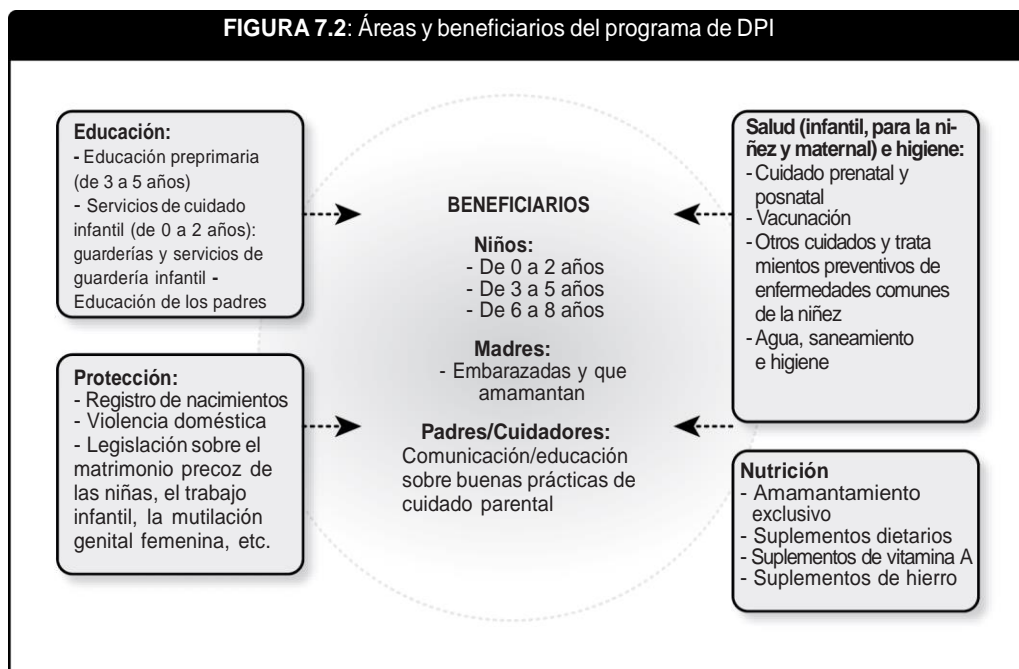 FIGURA 7.2: Áreas y beneficiarios del programa de DPI
Educación:
- Educación preprimaria
(de 3 a 5 años)
- Servicios de cuidado
infantil (de 0 a 2 años):
guarderías y servicios de
guardería infantil -
Educación de los padres
Protección:
- Registro de nacimientos
- Violencia doméstica
- Legislación sobre el
matrimonio precoz de
las niñas, el trabajo
infantil, la mutilación
genital femenina, etc.
BENEFICIARIOS
Niños:
- De 0 a 2 años
- De 3 a 5 años
- De 6 a 8 años
Madres:
- Embarazadas y que
amamantan
Padres/Cuidadores:
Comunicación/educación
sobre buenas prácticas de
cuidado parental
Salud (infantil, para la ni-
ñez y maternal) e higiene:
- Cuidado prenatal y
posnatal
- Vacunación
- Otros cuidados y trata
mientos preventivos de
enfermedades comunes
de la niñez
- Agua, saneamiento
e higiene
Nutrición
- Amamantamiento
exclusivo
- Suplementos dietarios
- Suplementos de vitamina A
- Suplementos de hierro